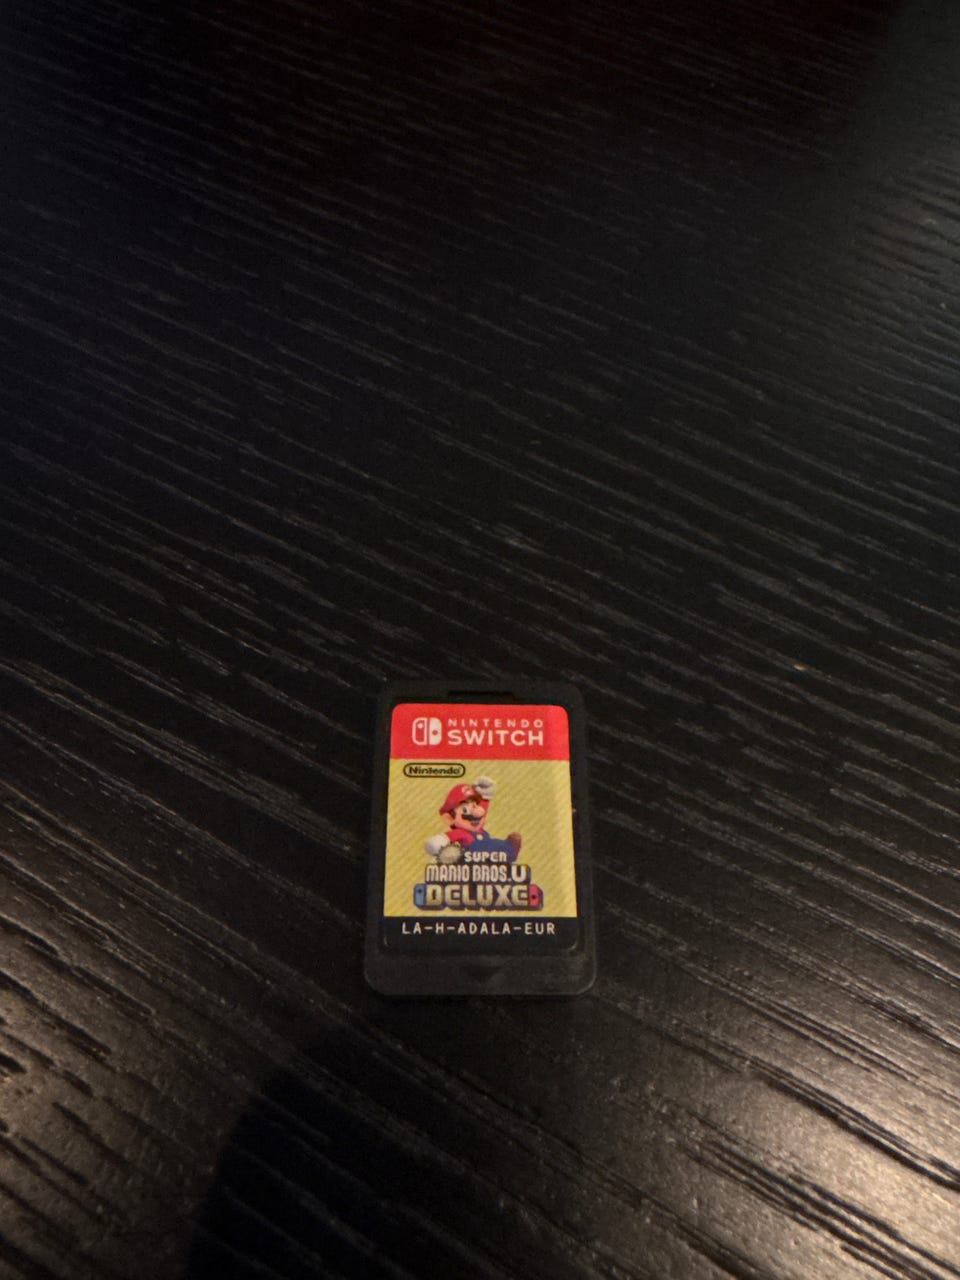 NINTENDO
SWITCH
Nintendo
SUPER
MARIO BROS. U
DELUXE
LA-H-ADALA-EUR